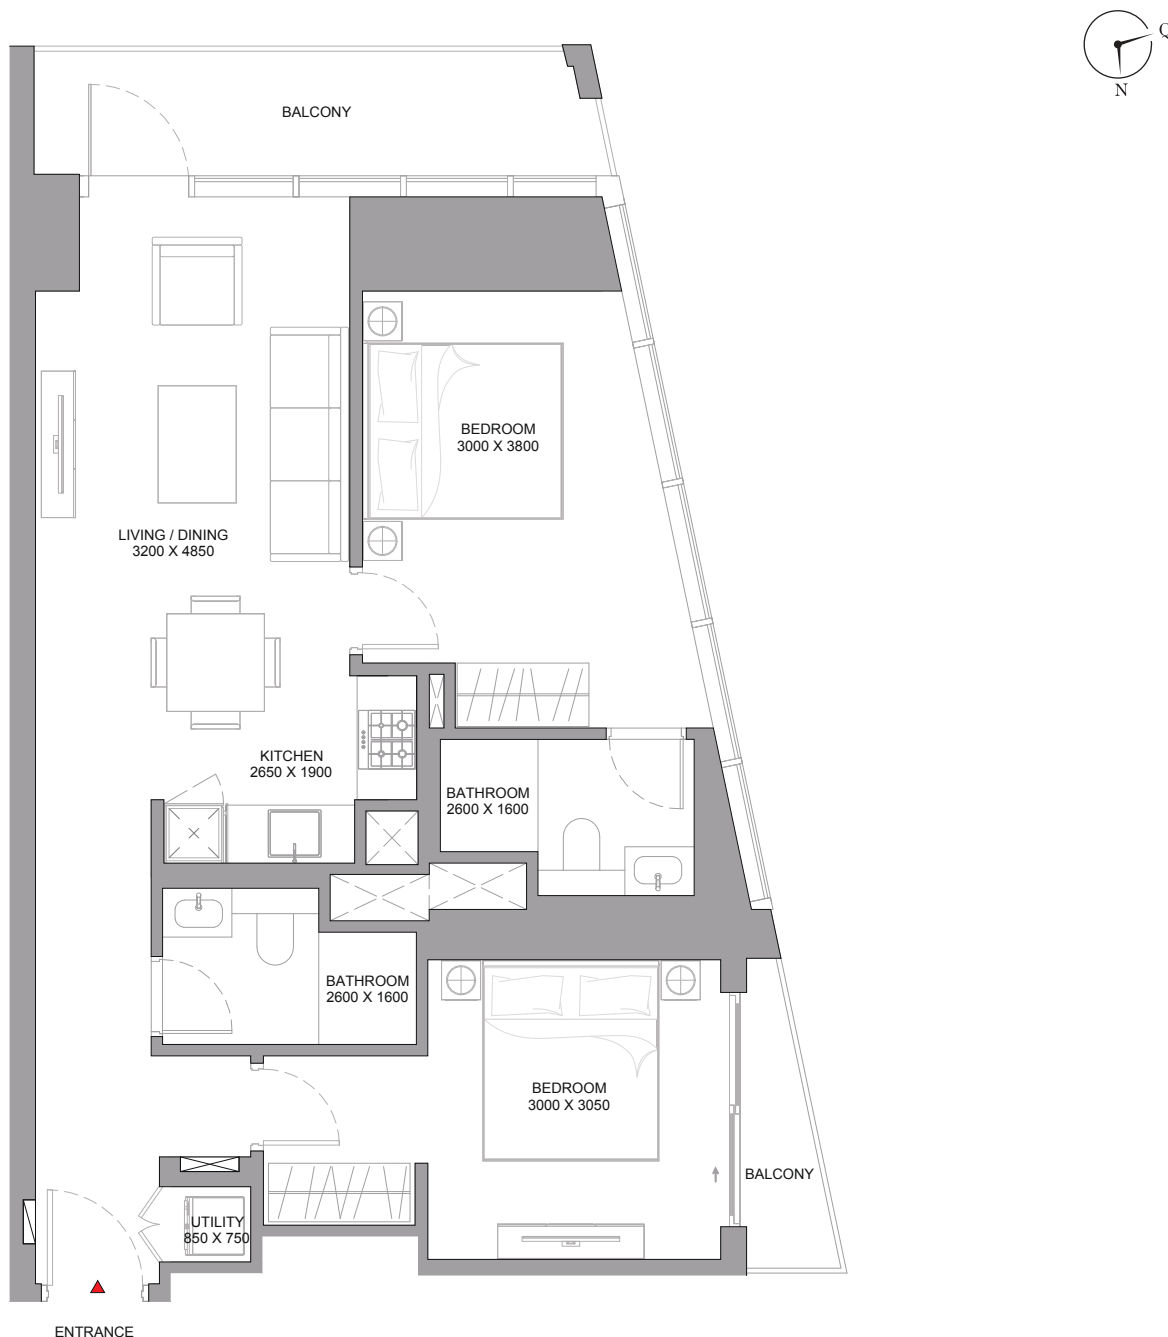 Q
N
BALCONY
BEDROOM
3000 X 3800
LIVING / DINING
3200 X 4850
KITCHEN
2650 X 1900
BATHROOM
2600 X 1600
BATHROOM
2600 X 1600
BEDROOM
3000 X 3050
BALCONY
UTILITY
850 X 750
ENTRANCE